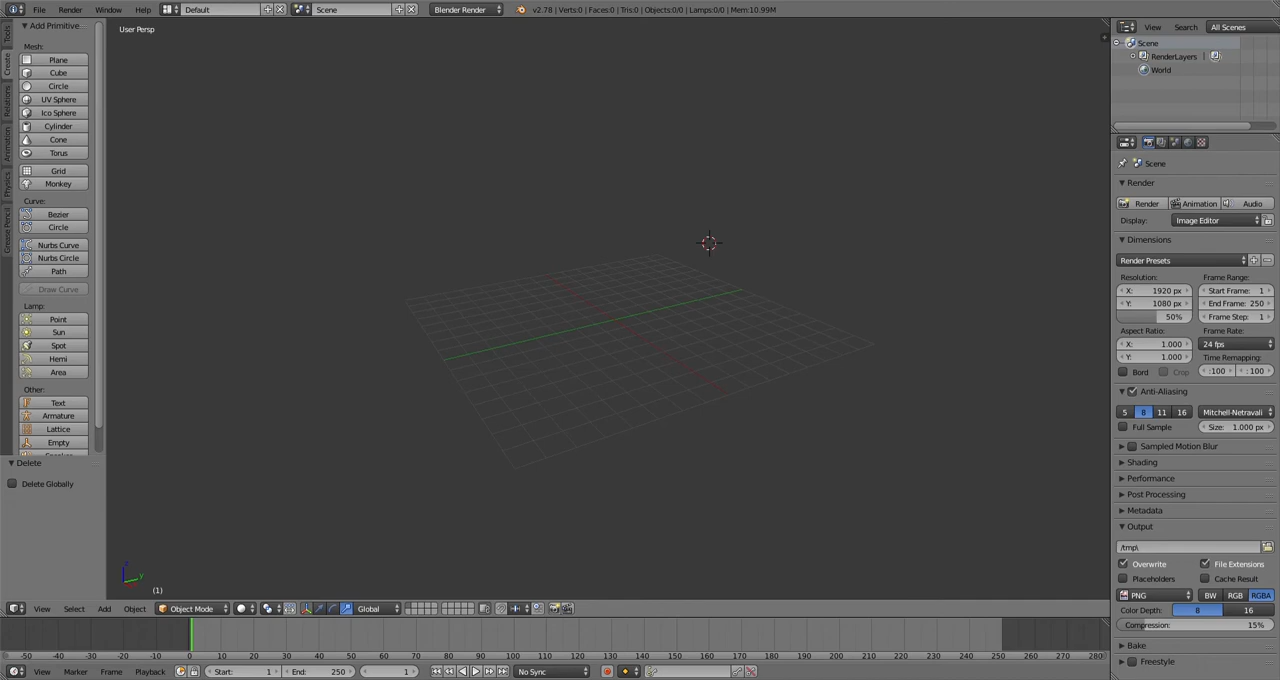 File Render Window Help Default Scene Blender Render v2.78 | Verts:0 | Faces:0 | Tris:0 | Objects:0/0 | Lamps:0/0 | Mem:10.99M
Tools
Create
Relations
Animation
Physics
Grease Pencil
Add Primitive
Mesh:
Plane
Cube
Circle
UV Sphere
Ico Sphere
Cylinder
Cone
Torus
Grid
Monkey
Curve:
Bezier
Circle
Nurbs Curve
Nurbs Circle
Path
Draw Curve
Lamp:
Point
Sun
Spot
Hemi
Area
Other:
Text
Armature
Lattice
Empty
Delete
Delete Globally
User Persp
z
y
(1)
View Select Add Object Object Mode Global
-50 -40 -30 -20 -10 0 10 20 30 40 50 60 70 80 90 100 110 120 130 140 150 160 170 180 190 200 210 220 230 240 250 260 270 280
View Marker Frame Playback Start: 1 End: 250 1 No Sync
View Search All Scenes
Scene
RenderLayers
World
Scene
Render
Render Animation Audio
Display: Image Editor
Dimensions
Render Presets
Resolution: Frame Range:
X: 1920 px Start Frame: 1
Y: 1080 px End Frame: 250
50% Frame Step: 1
Aspect Ratio: Frame Rate:
X: 1.000 24 fps
Y: 1.000 Time Remapping:
Bord Crop :100 :100
Anti-Aliasing
5 8 11 16 Mitchell-Netravali
Full Sample Size: 1.000 px
Sampled Motion Blur
Shading
Performance
Post Processing
Metadata
Output
/tmp\
Overwrite File Extensions
Placeholders Cache Result
PNG BW RGB RGBA
Color Depth: 8 16
Compression: 15%
Bake
Freestyle